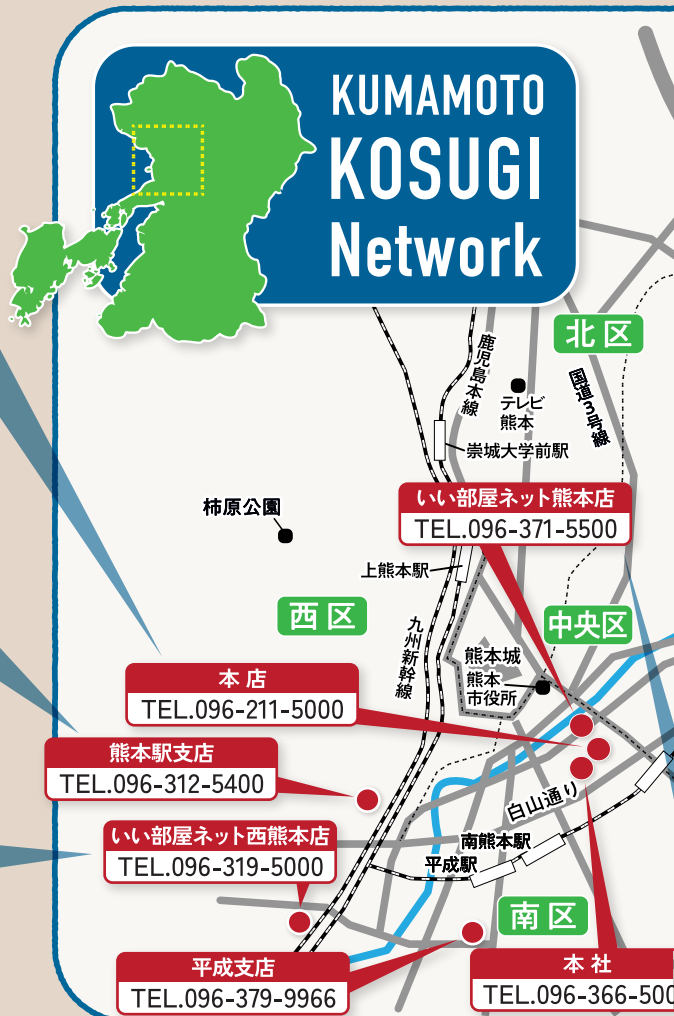 KUMAMOTO
KOSUGI
Network
北区
鹿児島本線
テレビ
熊本
国道3号線
崇城大学前駅
柿原公園
いい部屋ネット熊本店
TEL.096-371-5500
上熊本駅
西区
九州新幹線
中央区
熊本城
熊本
市役所
本店
TEL.096-211-5000
熊本駅支店
TEL.096-312-5400
白山通り
いい部屋ネット西熊本店
TEL.096-319-5000
南熊本駅
平成駅
南区
平成支店
TEL.096-379-9966
本社
TEL.096-366-500